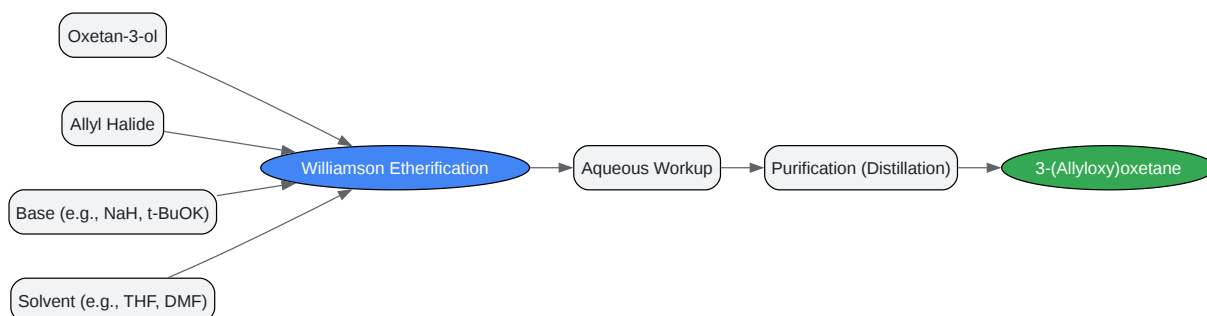 Oxetan-3-ol
Allyl Halide
Base (e.g., NaH, t-BuOK)
Solvent (e.g., THF, DMF)
Williamson Etherification
Aqueous Workup
Purification (Distillation)
3-(Allyloxy)oxetane